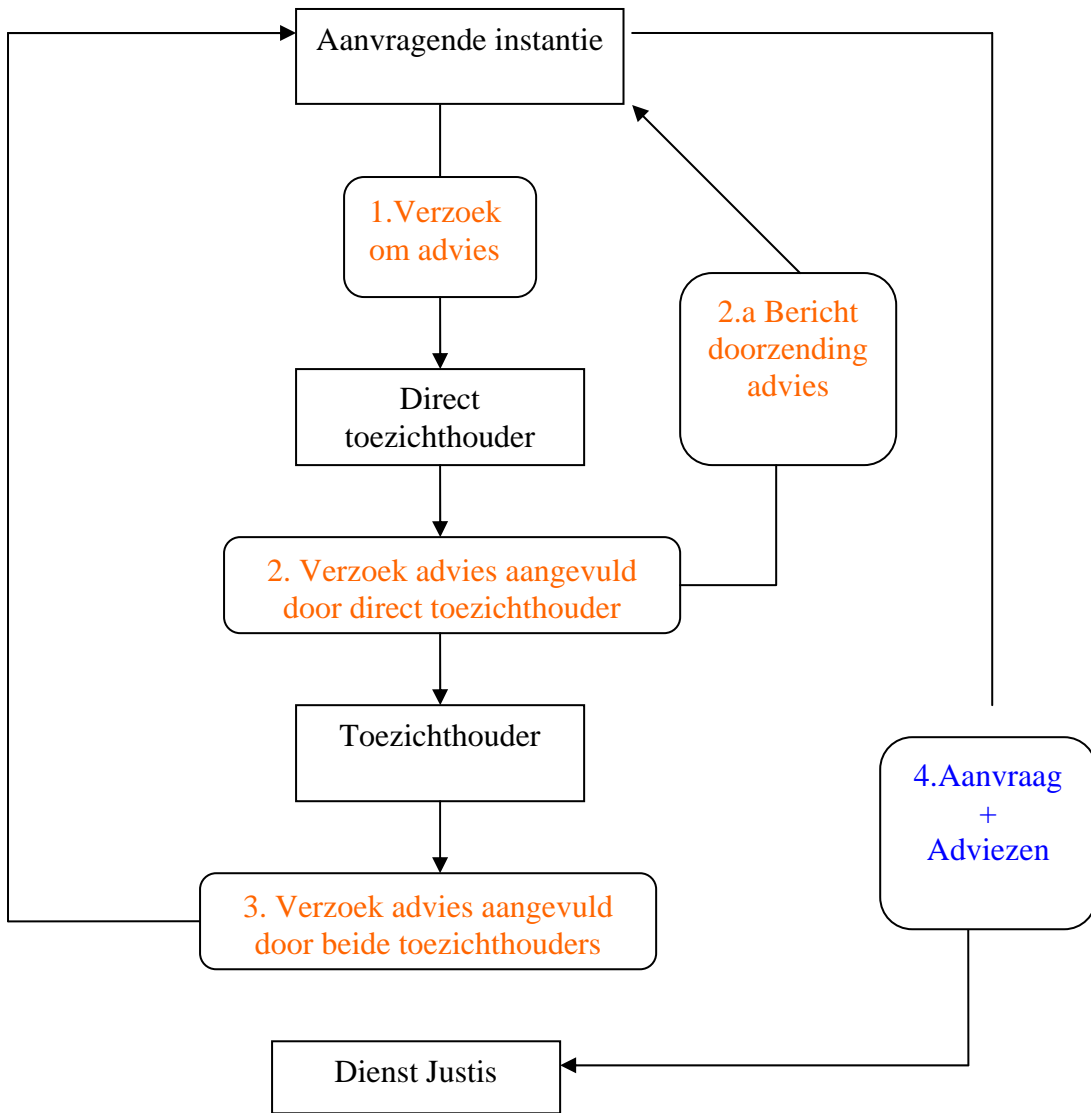 Aanvragende instantie
1.Verzoek
om advies
2.a Bericht
doorzending
advies
Direct
toezichthouder
2. Verzoek advies aangevuld
door direct toezichthouder
Toezichthouder
4.Aanvraag
+
Adviezen
3. Verzoek advies aangevuld
door beide toezichthouders
Dienst Justis